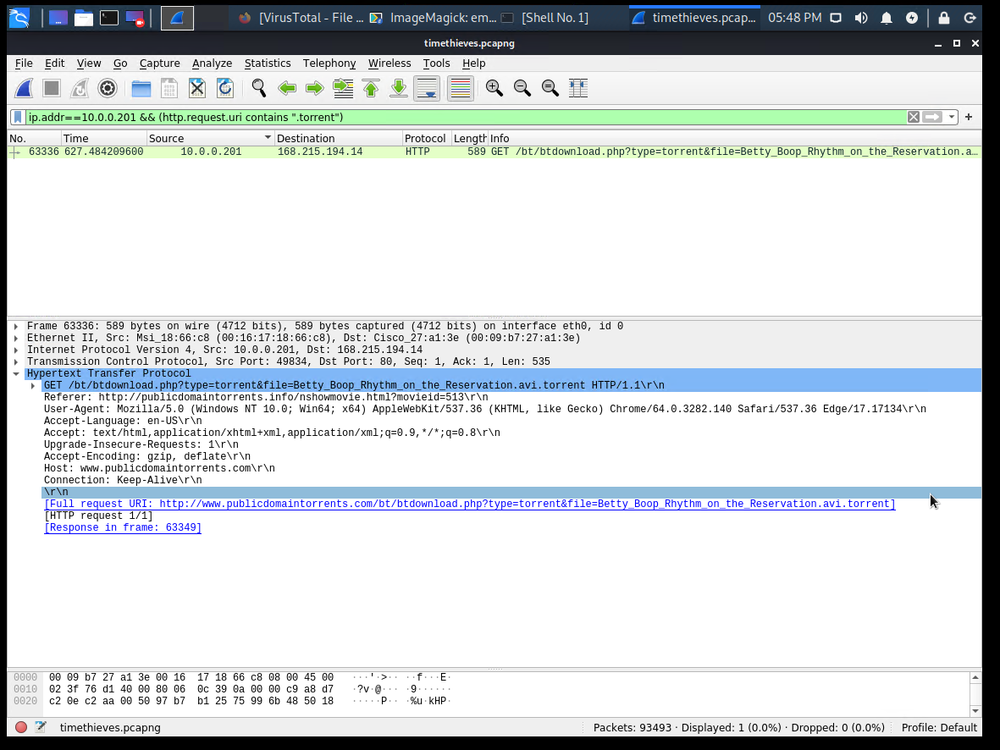 [VirusTotal - File ... ImageMagick: em... [Shell No. 1] timethieves.pcap... 05:48 PM
timethieves.pcapng
File Edit View Go Capture Analyze Statistics Telephony Wireless Tools Help
ip.addr==10.0.0.201 && (http.request.uri contains ".torrent")
No. Time Source Destination Protocol Length Info
63336 627.484209600 10.0.0.201 168.215.194.14 HTTP 589 GET /bt/btdownload.php?type=torrent&file=Betty_Boop_Rhythm_on_the_Reservation.a…
Frame 63336: 589 bytes on wire (4712 bits), 589 bytes captured (4712 bits) on interface eth0, id 0
Ethernet II, Src: Msi_18:66:c8 (00:16:17:18:66:c8), Dst: Cisco_27:a1:3e (00:09:b7:27:a1:3e)
Internet Protocol Version 4, Src: 10.0.0.201, Dst: 168.215.194.14
Transmission Control Protocol, Src Port: 49834, Dst Port: 80, Seq: 1, Ack: 1, Len: 535
Hypertext Transfer Protocol
GET /bt/btdownload.php?type=torrent&file=Betty_Boop_Rhythm_on_the_Reservation.avi.torrent HTTP/1.1\r\n
Referer: http://publicdomaintorrents.info/nshowmovie.html?movieid=513\r\n
User-Agent: Mozilla/5.0 (Windows NT 10.0; Win64; x64) AppleWebKit/537.36 (KHTML, like Gecko) Chrome/64.0.3282.140 Safari/537.36 Edge/17.17134\r\n
Accept-Language: en-US\r\n
Accept: text/html,application/xhtml+xml,application/xml;q=0.9,*/*;q=0.8\r\n
Upgrade-Insecure-Requests: 1\r\n
Accept-Encoding: gzip, deflate\r\n
Host: www.publicdomaintorrents.com\r\n
Connection: Keep-Alive\r\n
\r\n
[Full request URI: http://www.publicdomaintorrents.com/bt/btdownload.php?type=torrent&file=Betty_Boop_Rhythm_on_the_Reservation.avi.torrent]
[HTTP request 1/1]
[Response in frame: 63349]
0000 00 09 b7 27 a1 3e 00 16 17 18 66 c8 08 00 45 00 ···'·>·· ··f···E·
0010 02 3f 76 d1 40 00 80 06 0c 39 0a 00 00 c9 a8 d7 ·?v·@··· ·9······
0020 c2 0e c2 aa 00 50 97 b7 b1 25 75 99 6b 48 50 18 ·····P·· ·%u·kHP·
timethieves.pcapng Packets: 93493 · Displayed: 1 (0.0%) · Dropped: 0 (0.0%) Profile: Default